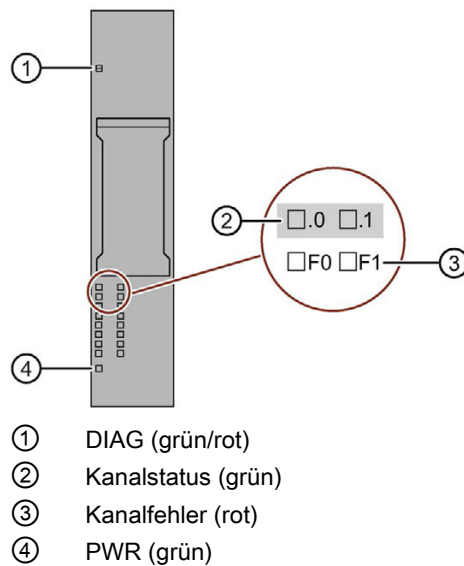 ①
②
③
④
.0 .1
F0 F1
① DIAG (grün/rot)
② Kanalstatus (grün)
③ Kanalfehler (rot)
④ PWR (grün)